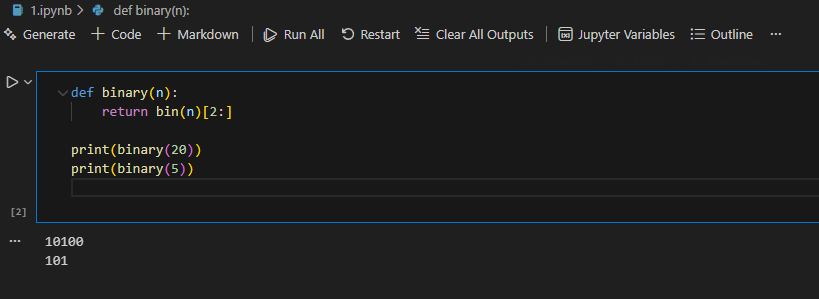 1.ipynb > def binary(n):
Generate + Code + Markdown | Run All Restart Clear All Outputs | Jupyter Variables Outline ...
def binary(n):
    return bin(n)[2:]
print(binary(20))
print(binary(5))
[2]
... 10100
101